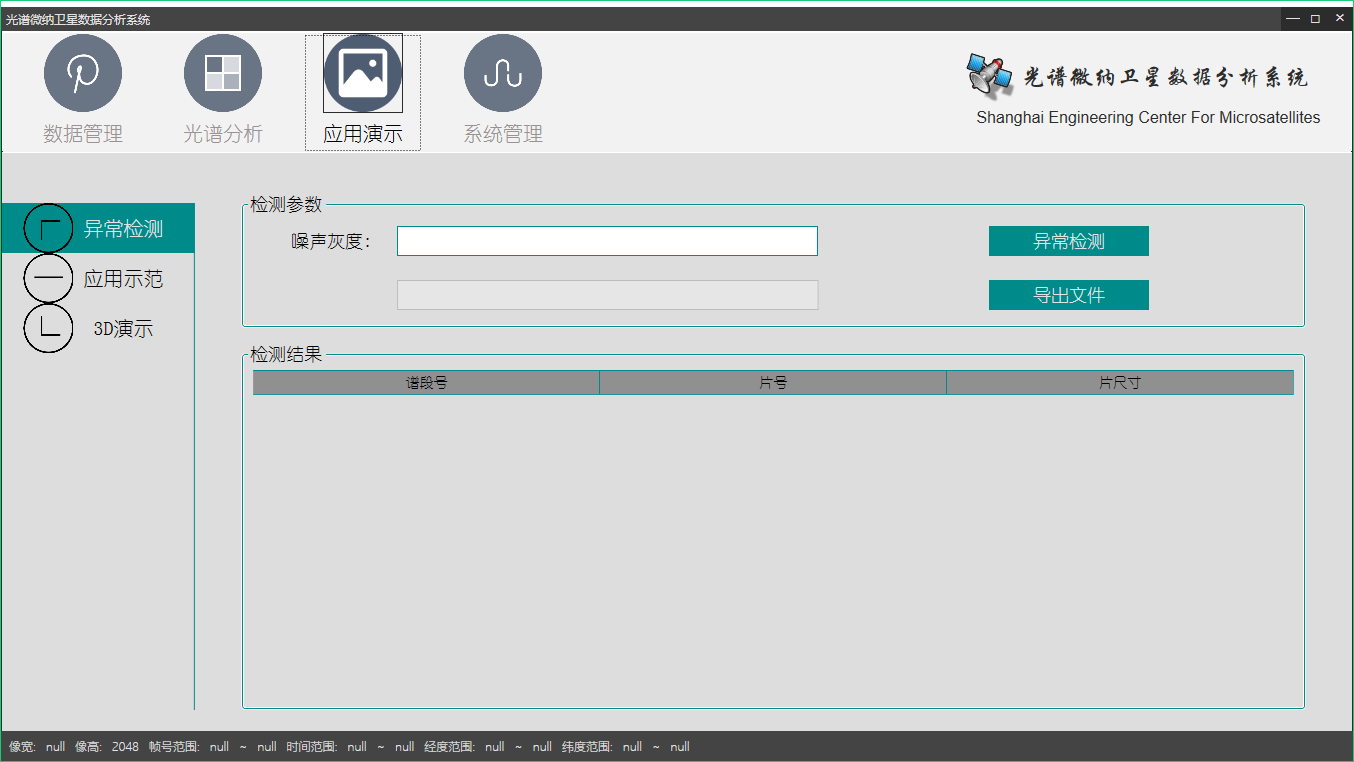 光谱微纳卫星数据分析系统
数据管理 光谱分析 应用演示 系统管理
光谱微纳卫星数据分析系统
Shanghai Engineering Center For Microsatellites
异常检测
应用示范
3D演示
检测参数
噪声灰度： 异常检测
导出文件
检测结果
谱段号 片号 片尺寸
像宽: null 像高: 2048 帧号范围: null ~ null 时间范围: null ~ null 经度范围: null ~ null 纬度范围: null ~ null